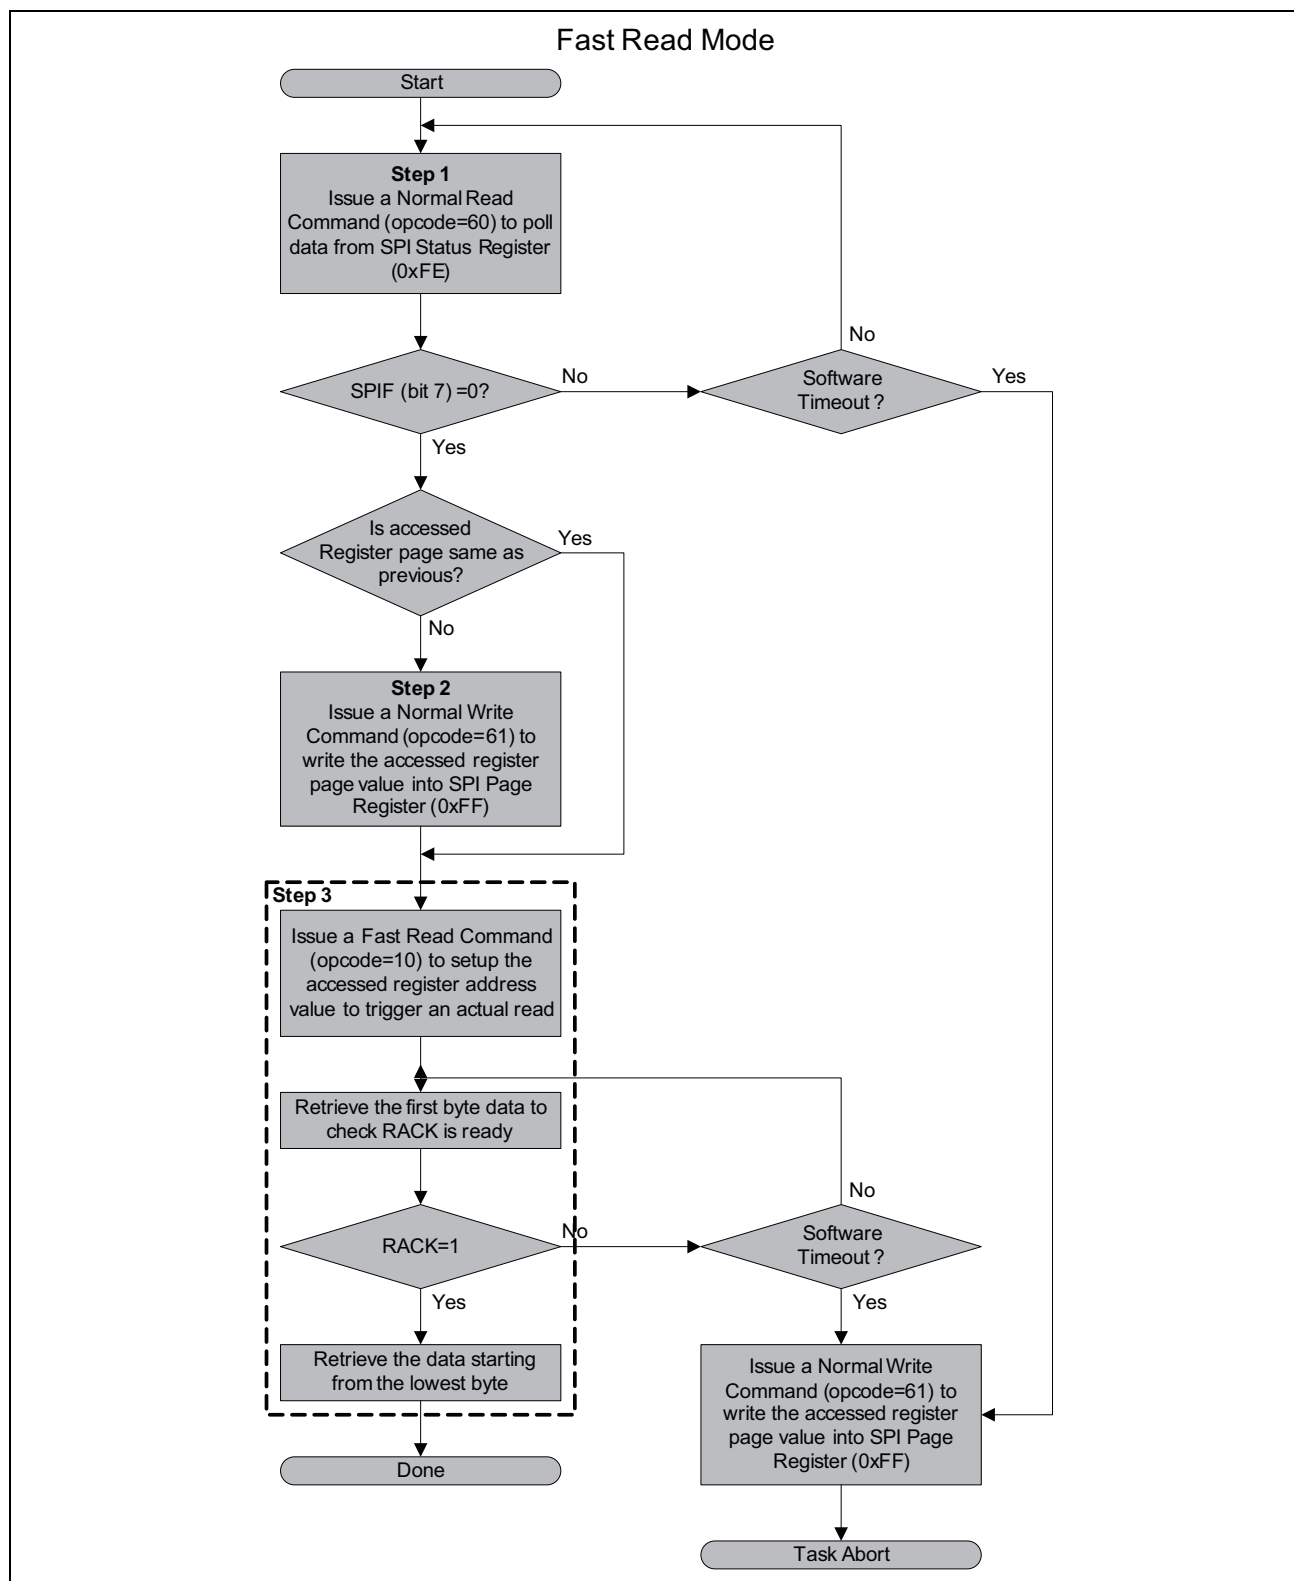 Fast Read Mode
Start
Step 1
Issue a Normal Read
Command (opcode=60) to poll
data from SPI Status Register
(0xFE)
SPIF (bit 7) =0?
No
Software
Timeout ?
No
Yes
Yes
Is accessed
Register page same as
previous?
Yes
No
Step 2
Issue a Normal Write
Command (opcode=61) to
write the accessed register
page value into SPI Page
Register (0xFF)
Step 3
Issue a Fast Read Command
(opcode=10) to setup the
accessed register address
value to trigger an actual read
Retrieve the first byte data to
check RACK is ready
RACK=1
No
Software
Timeout ?
No
Yes
Yes
Retrieve the data starting
from the lowest byte
Issue a Normal Write
Command (opcode=61) to
write the accessed register
page value into SPI Page
Register (0xFF)
Done
Task Abort